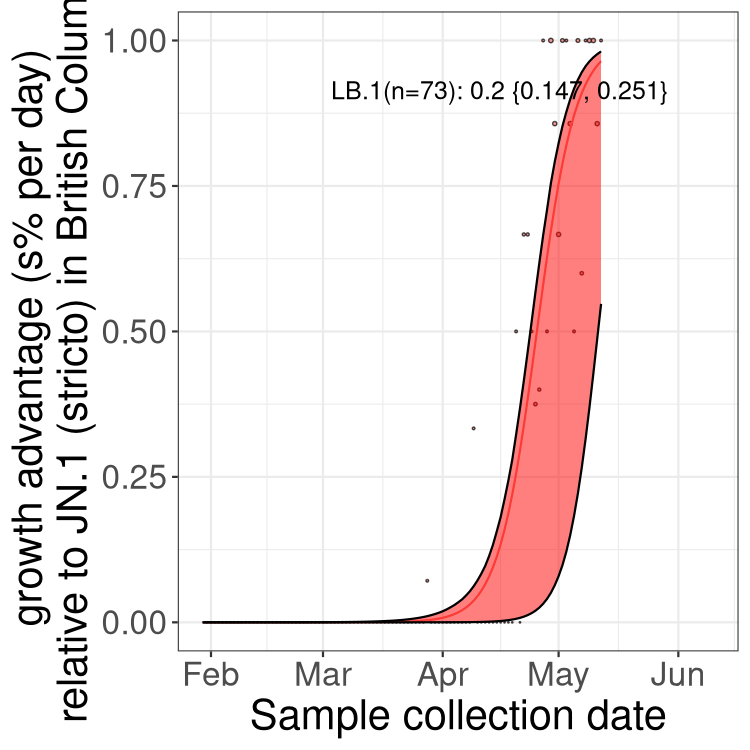 growth advantage (s% per day)
relative to JN.1 (stricto) in British Colum
1.00
0.75
0.50
0.25
0.00
LB.1(n=73): 0.2 {0.147, 0.251}
Feb Mar Apr May Jun
Sample collection date